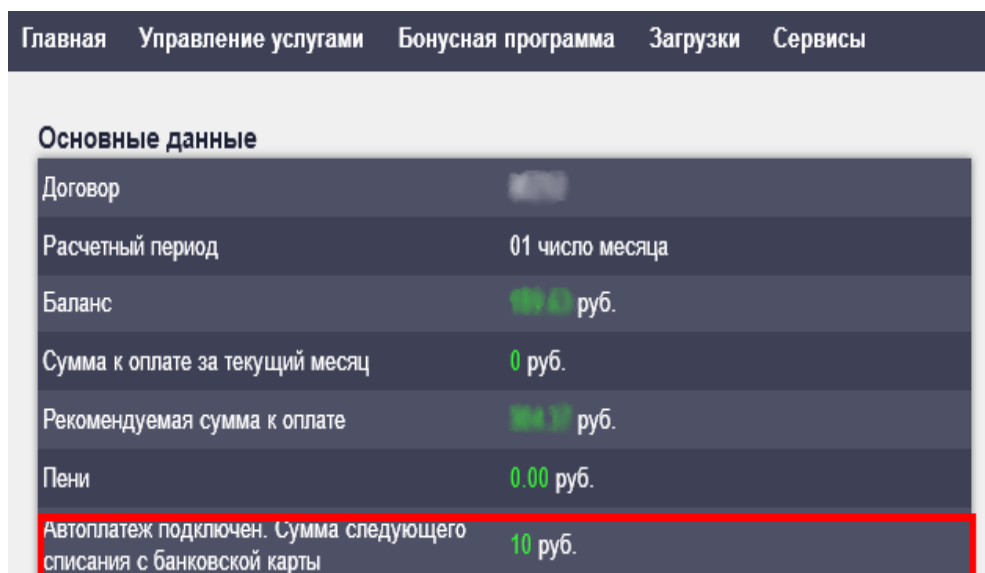 Главная Управление услугами Бонусная программа Загрузки Сервисы
Основные данные
Договор
Расчетный период 01 число месяца
Баланс руб.
Сумма к оплате за текущий месяц 0 руб.
Рекомендуемая сумма к оплате руб.
Пени 0.00 руб.
Автоплатеж подключен. Сумма следующего
списания с банковской карты 10 руб.